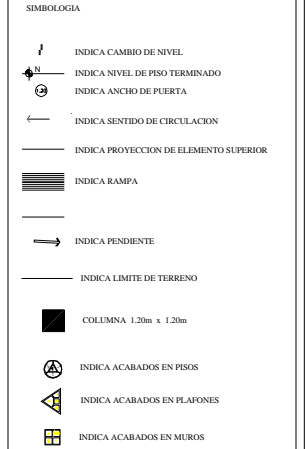 SIMBOLOGIA
INDICA CAMBIO DE NIVEL
N INDICA NIVEL DE PISO TERMINADO
INDICA ANCHO DE PUERTA
INDICA SENTIDO DE CIRCULACION
INDICA PROYECCION DE ELEMENTO SUPERIOR
INDICA RAMPA
INDICA PENDIENTE
INDICA LIMITE DE TERRENO
COLUMNA 1.20m x 1.20m
INDICA ACABADOS EN PISOS
INDICA ACABADOS EN PLAFONES
INDICA ACABADOS EN MUROS